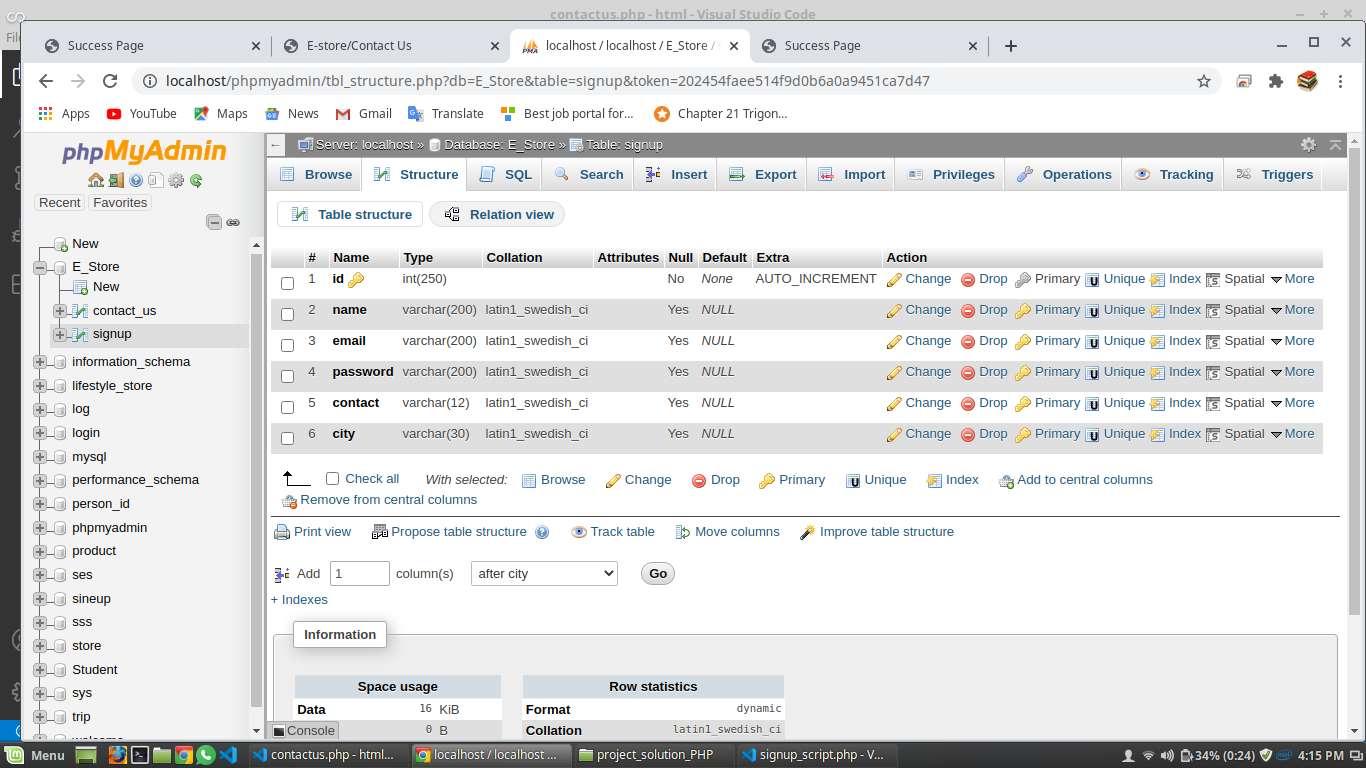 contactus.php - html - Visual Studio Code
Success Page
E-store/Contact Us
localhost / localhost / E_Store /
Success Page
localhost/phpmyadmin/tbl_structure.php?db=E_Store&table=signup&token=202454faee514f9d0b6a0a9451ca7d47
Apps YouTube Maps Gmail News Translate Best job portal for... Chapter 21 Trigon...
phpMyAdmin
Recent Favorites
New
E_Store
New
contact_us
signup
information_schema
lifestyle_store
log
login
mysql
performance_schema
person_id
phpmyadmin
product
ses
sineup
sss
store
Student
sys
trip
Server: localhost » Database: E_Store » Table: signup
Browse Structure SQL Search Insert Export Import Privileges Operations Tracking Triggers
Table structure Relation view
# Name Type Collation Attributes Null Default Extra Action
1 id int(250) No None AUTO_INCREMENT Change Drop Primary Unique Index Spatial More
2 name varchar(200) latin1_swedish_ci Yes NULL Change Drop Primary Unique Index Spatial More
3 email varchar(200) latin1_swedish_ci Yes NULL Change Drop Primary Unique Index Spatial More
4 password varchar(200) latin1_swedish_ci Yes NULL Change Drop Primary Unique Index Spatial More
5 contact varchar(12) latin1_swedish_ci Yes NULL Change Drop Primary Unique Index Spatial More
6 city varchar(30) latin1_swedish_ci Yes NULL Change Drop Primary Unique Index Spatial More
Check all With selected: Browse Change Drop Primary Unique Index Add to central columns
Remove from central columns
Print view Propose table structure Track table Move columns Improve table structure
Add 1 column(s) after city Go
+ Indexes
Information
Space usage
Data 16 KiB
0 B
Row statistics
Format dynamic
Collation latin1_swedish_ci
Console
Menu contactus.php - html... localhost / localhost ... project_solution_PHP signup_script.php - V... 34% (0:24) 4:15 PM